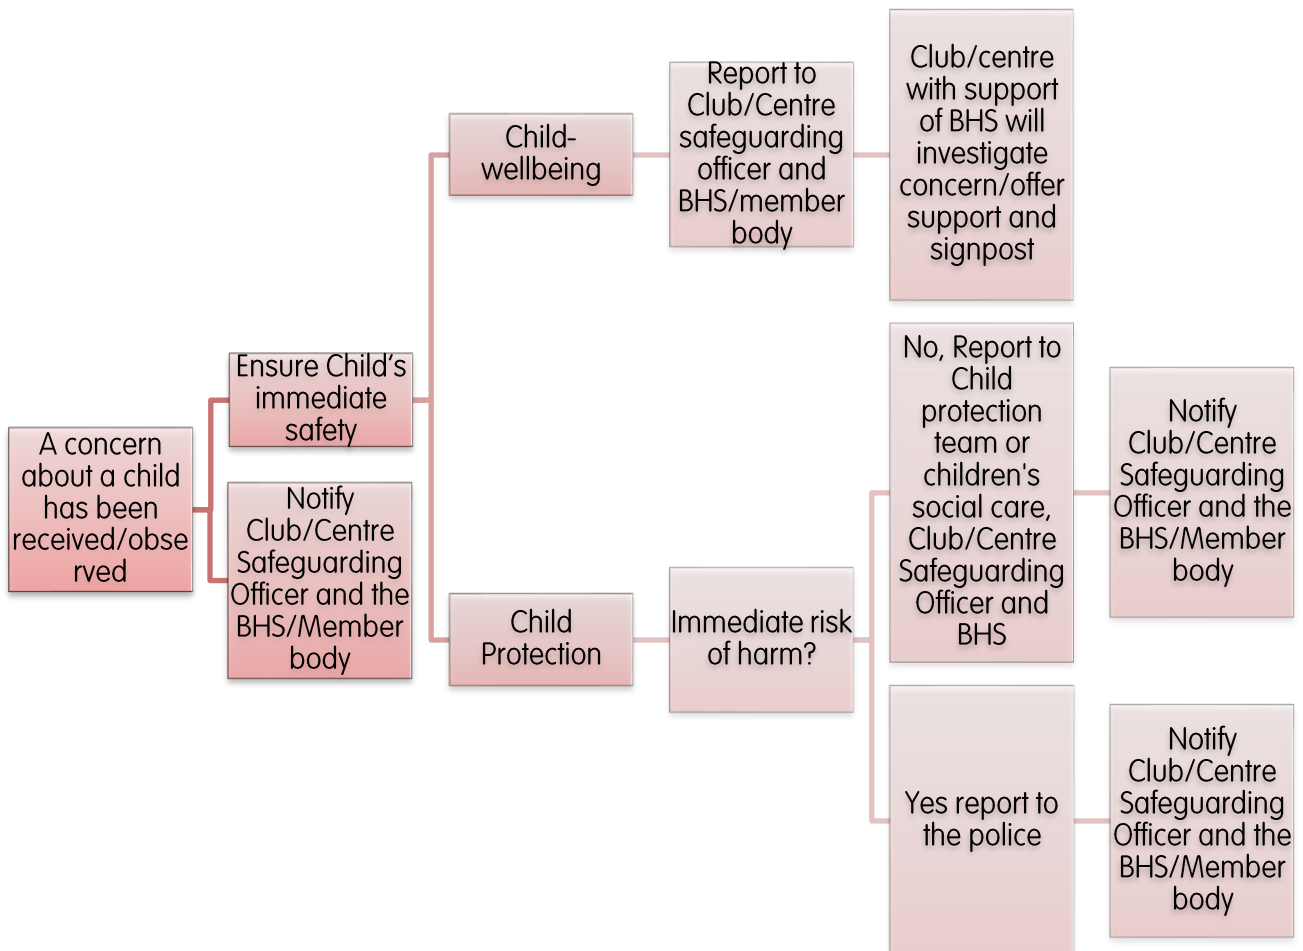 A concern
about a child
has been
received/obse
rved
Ensure Child's
immediate
safety
Notify
Club/Centre
Safeguarding
Officer and the
BHS/Member
body
Child-
wellbeing
Report to
Club/Centre
safeguarding
officer and
BHS/member
body
Club/centre
with support
of BHS will
investigate
concern/offer
support and
signpost
Child
Protection
Immediate risk
of harm?
No, Report to
Child
protection
team or
children's
social care,
Club/Centre
Safeguarding
Officer and
BHS
Notify
Club/Centre
Safeguarding
Officer and the
BHS/Member
body
Yes report to
the police
Notify
Club/Centre
Safeguarding
Officer and the
BHS/Member
body